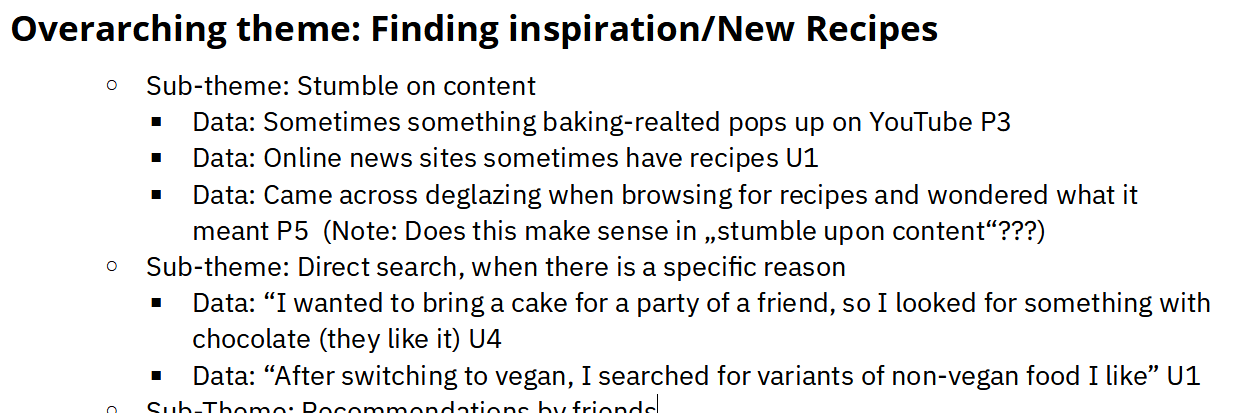 Overarching theme: Finding inspiration/New Recipes
○ Sub-theme: Stumble on content
▪ Data: Sometimes something baking-realted pops up on YouTube P3
▪ Data: Online news sites sometimes have recipes U1
▪ Data: Came across deglazing when browsing for recipes and wondered what it
meant P5  (Note: Does this make sense in „stumble upon content“???)
○ Sub-theme: Direct search, when there is a specific reason
▪ Data: “I wanted to bring a cake for a party of a friend, so I looked for something with
chocolate (they like it) U4
▪ Data: “After switching to vegan, I searched for variants of non-vegan food I like” U1
○ Sub-Theme: Recommendations by friends